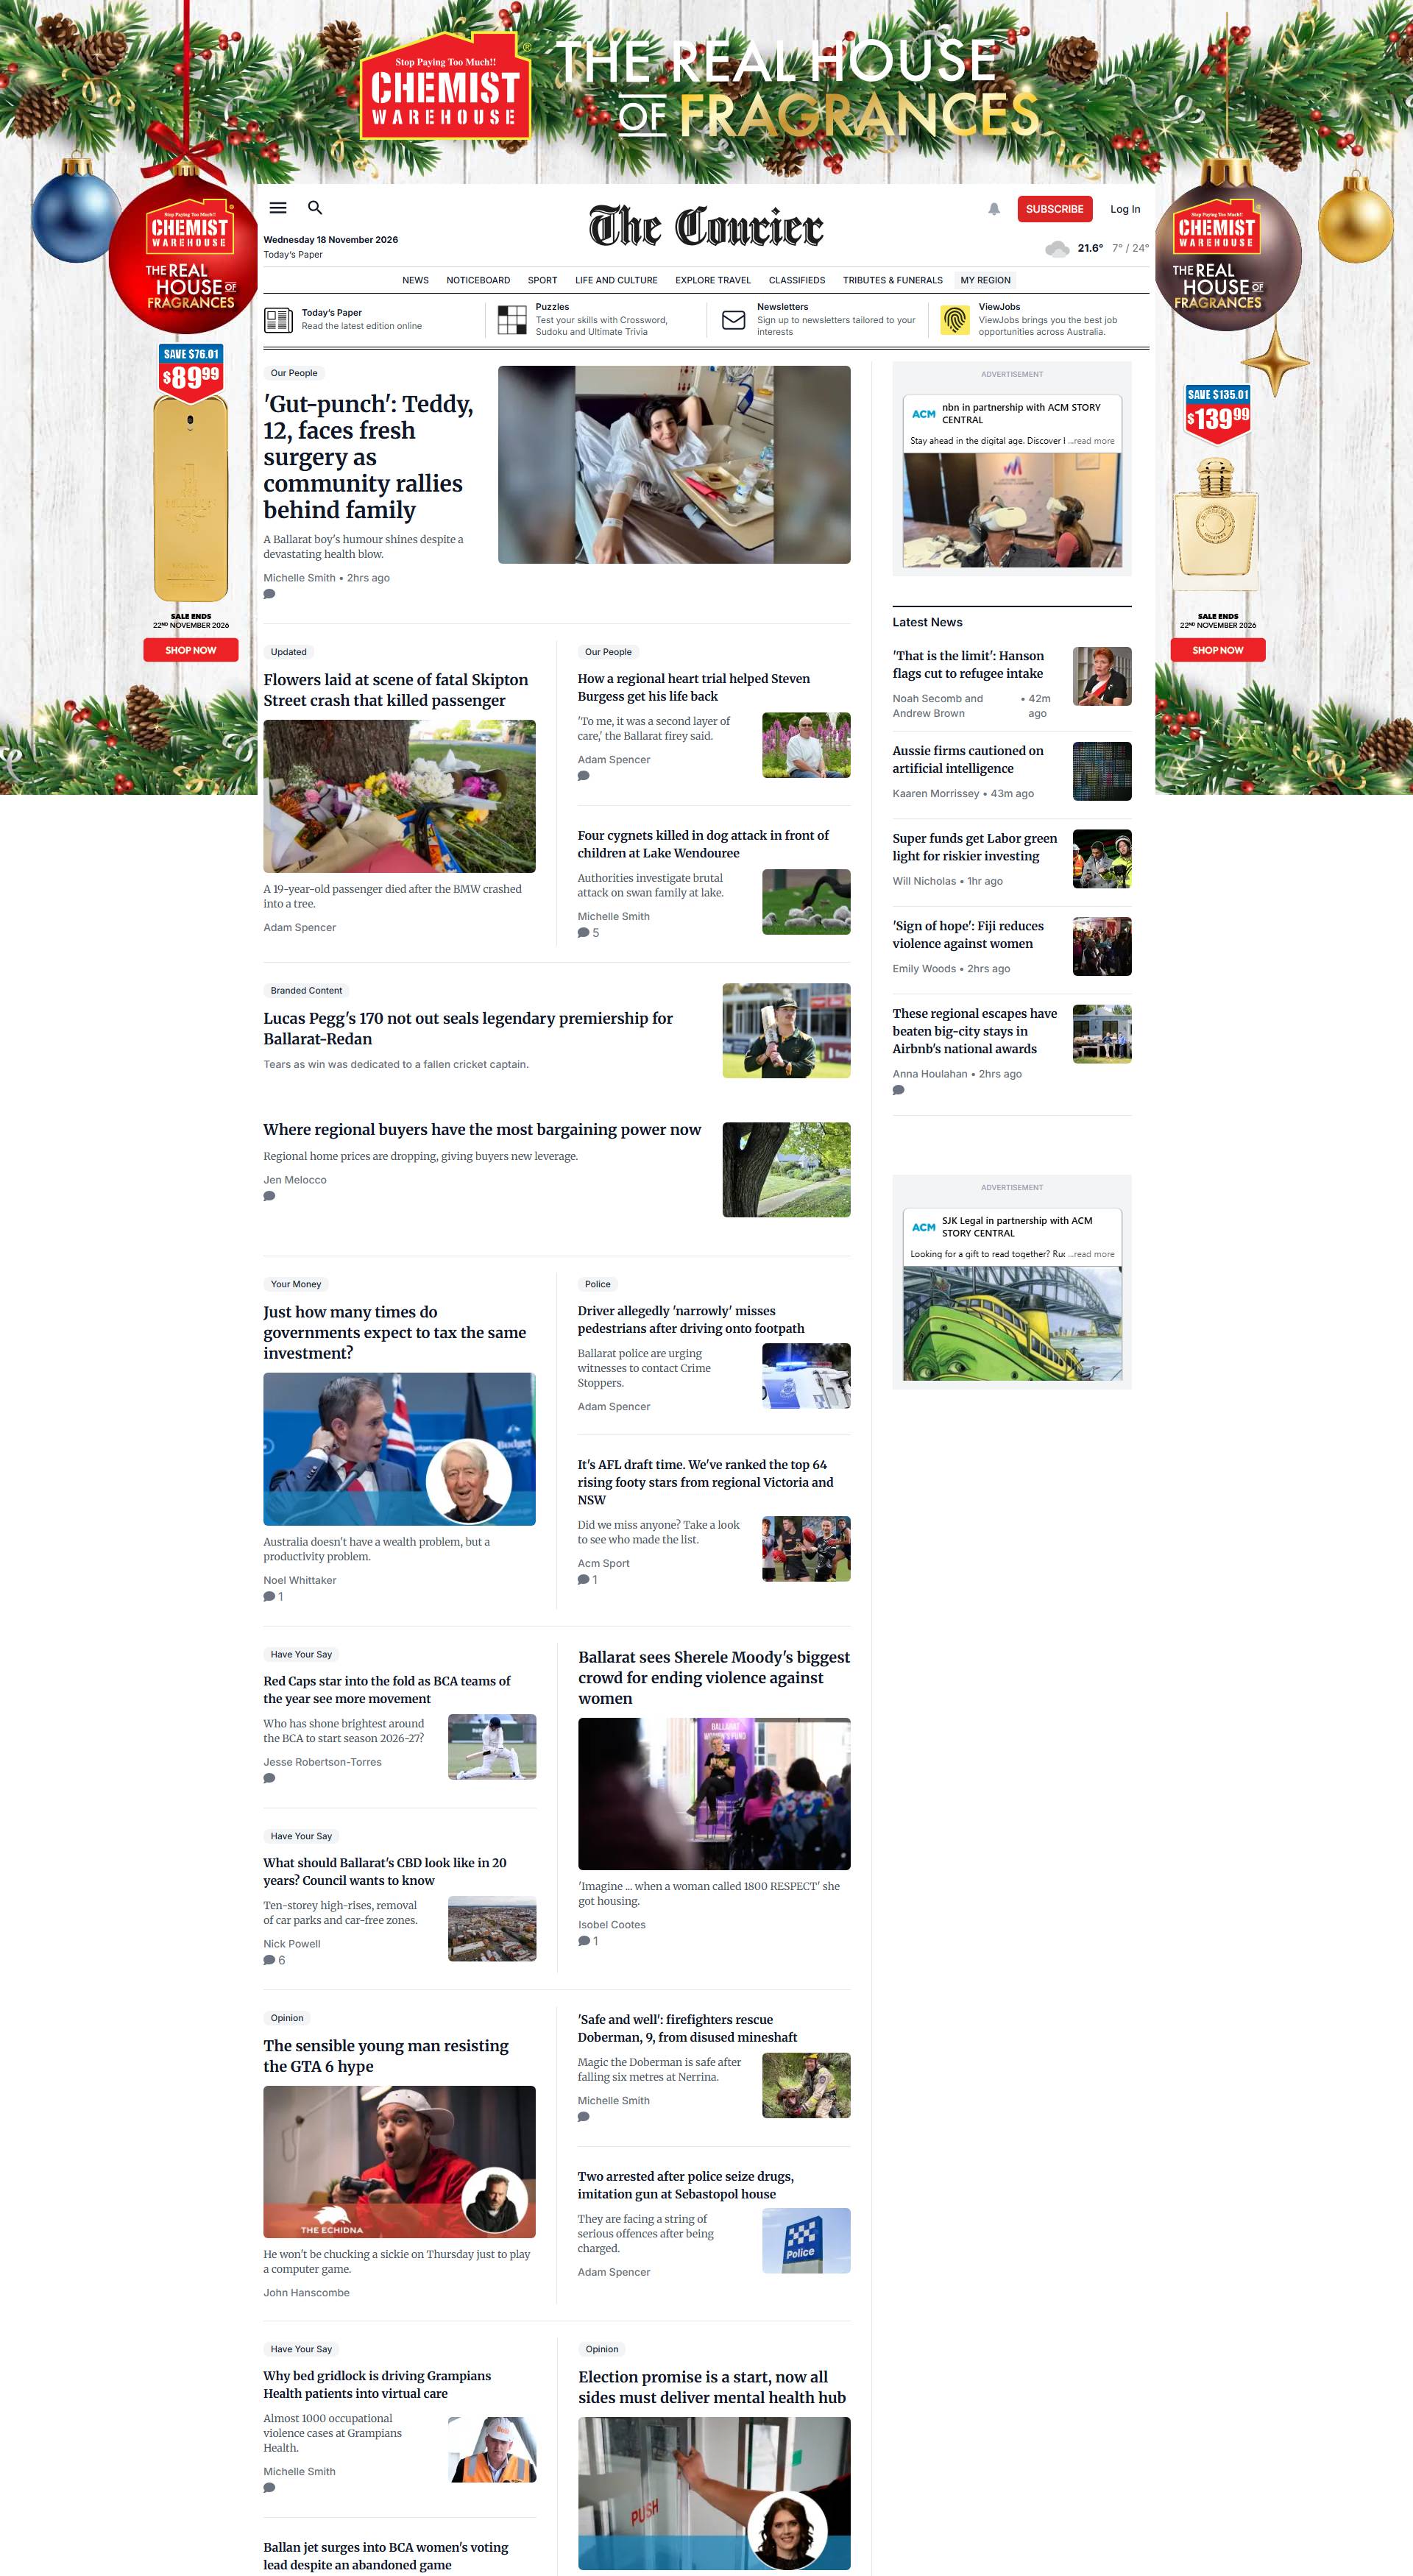 Stop Paying Too Much!!
CHEMIST
WAREHOUSE
THE REAL HOUSE
OF FRAGRANCES
Stop Paying Too Much!!
CHEMIST
WAREHOUSE
THE REAL
HOUSE OF
FRAGRANCES
SAVE $76.01
$89.99
SALE ENDS
22ND NOVEMBER 2026
SHOP NOW
Stop Paying Too Much!!
CHEMIST
WAREHOUSE
THE REAL
HOUSE OF
FRAGRANCES
SAVE $135.01
$139.99
SALE ENDS
22ND NOVEMBER 2026
SHOP NOW
The Courier
SUBSCRIBE
Log In
Wednesday 18 November 2026
Today's Paper
21.6° 7° / 24°
NEWS NOTICEBOARD SPORT LIFE AND CULTURE EXPLORE TRAVEL CLASSIFIEDS TRIBUTES & FUNERALS MY REGION
Today's Paper
Read the latest edition online
Puzzles
Test your skills with Crossword,
Sudoku and Ultimate Trivia
Newsletters
Sign up to newsletters tailored to your
interests
ViewJobs
ViewJobs brings you the best job
opportunities across Australia.
Our People
'Gut-punch': Teddy,
12, faces fresh
surgery as
community rallies
behind family
A Ballarat boy's humour shines despite a
devastating health blow.
Michelle Smith • 2hrs ago
Updated
Flowers laid at scene of fatal Skipton
Street crash that killed passenger
A 19-year-old passenger died after the BMW crashed
into a tree.
Adam Spencer
Our People
How a regional heart trial helped Steven
Burgess get his life back
'To me, it was a second layer of
care,' the Ballarat firey said.
Adam Spencer
Four cygnets killed in dog attack in front of
children at Lake Wendouree
Authorities investigate brutal
attack on swan family at lake.
Michelle Smith
5
Branded Content
Lucas Pegg's 170 not out seals legendary premiership for
Ballarat-Redan
Tears as win was dedicated to a fallen cricket captain.
Where regional buyers have the most bargaining power now
Regional home prices are dropping, giving buyers new leverage.
Jen Melocco
Your Money
Just how many times do
governments expect to tax the same
investment?
Budget
Australia doesn't have a wealth problem, but a
productivity problem.
Noel Whittaker
1
Police
Driver allegedly 'narrowly' misses
pedestrians after driving onto footpath
Ballarat police are urging
witnesses to contact Crime
Stoppers.
Adam Spencer
It's AFL draft time. We've ranked the top 64
rising footy stars from regional Victoria and
NSW
Did we miss anyone? Take a look
to see who made the list.
Acm Sport
1
Have Your Say
Red Caps star into the fold as BCA teams of
the year see more movement
Who has shone brightest around
the BCA to start season 2026-27?
Jesse Robertson-Torres
Have Your Say
What should Ballarat's CBD look like in 20
years? Council wants to know
Ten-storey high-rises, removal
of car parks and car-free zones.
Nick Powell
6
Ballarat sees Sherele Moody's biggest
crowd for ending violence against
women
BALLARAT
WOMEN'S FUND
'Imagine ... when a woman called 1800 RESPECT' she
got housing.
Isobel Cootes
1
Opinion
The sensible young man resisting
the GTA 6 hype
THE ECHIDNA
He won't be chucking a sickie on Thursday just to play
a computer game.
John Hanscombe
'Safe and well': firefighters rescue
Doberman, 9, from disused mineshaft
Magic the Doberman is safe after
falling six metres at Nerrina.
Michelle Smith
Two arrested after police seize drugs,
imitation gun at Sebastopol house
They are facing a string of
serious offences after being
charged.
Police
Adam Spencer
Have Your Say
Why bed gridlock is driving Grampians
Health patients into virtual care
Almost 1000 occupational
violence cases at Grampians
Health.
Michelle Smith
Ballan jet surges into BCA women's voting
lead despite an abandoned game
Opinion
Election promise is a start, now all
sides must deliver mental health hub
PUSH
ADVERTISEMENT
ACM
nbn in partnership with ACM STORY
CENTRAL
Stay ahead in the digital age. Discover ...read more
Latest News
'That is the limit': Hanson
flags cut to refugee intake
Noah Secomb and
Andrew Brown
• 42m
ago
Aussie firms cautioned on
artificial intelligence
Kaaren Morrissey • 43m ago
Super funds get Labor green
light for riskier investing
Will Nicholas • 1hr ago
'Sign of hope': Fiji reduces
violence against women
Emily Woods • 2hrs ago
These regional escapes have
beaten big-city stays in
Airbnb's national awards
Anna Houlahan • 2hrs ago
ADVERTISEMENT
ACM
SJK Legal in partnership with ACM
STORY CENTRAL
Looking for a gift to read together? ...read more